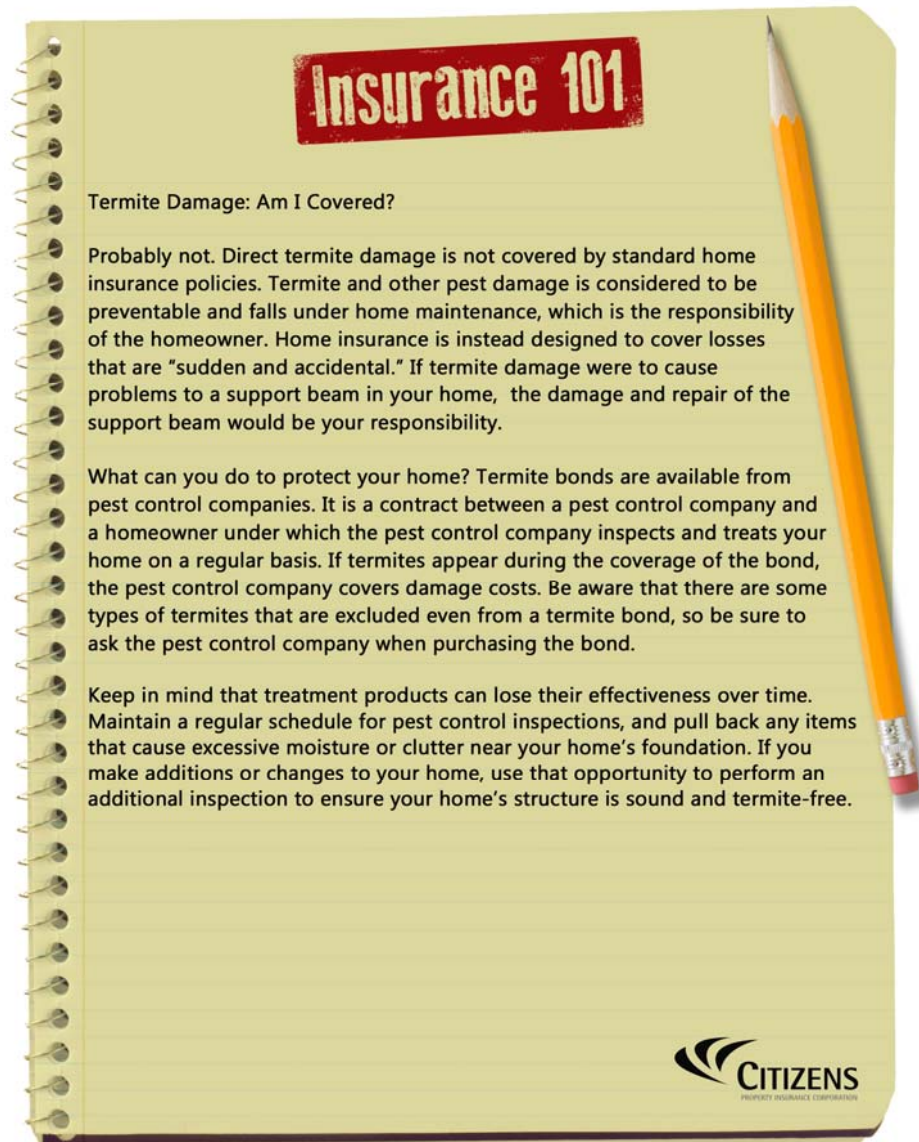 Insurance 101
Termite Damage: Am I Covered?
Probably not. Direct termite damage is not covered by standard home
insurance policies. Termite and other pest damage is considered to be
preventable and falls under home maintenance, which is the responsibility
of the homeowner. Home insurance is instead designed to cover losses
that are "sudden and accidental." If termite damage were to cause
problems to a support beam in your home,  the damage and repair of the
support beam would be your responsibility.
What can you do to protect your home? Termite bonds are available from
pest control companies. It is a contract between a pest control company and
a homeowner under which the pest control company inspects and treats your
home on a regular basis. If termites appear during the coverage of the bond,
the pest control company covers damage costs. Be aware that there are some
types of termites that are excluded even from a termite bond, so be sure to
ask the pest control company when purchasing the bond.
Keep in mind that treatment products can lose their effectiveness over time.
Maintain a regular schedule for pest control inspections, and pull back any items
that cause excessive moisture or clutter near your home's foundation. If you
make additions or changes to your home, use that opportunity to perform an
additional inspection to ensure your home's structure is sound and termite-free.
CITIZENS
PROPERTY INSURANCE CORPORATION